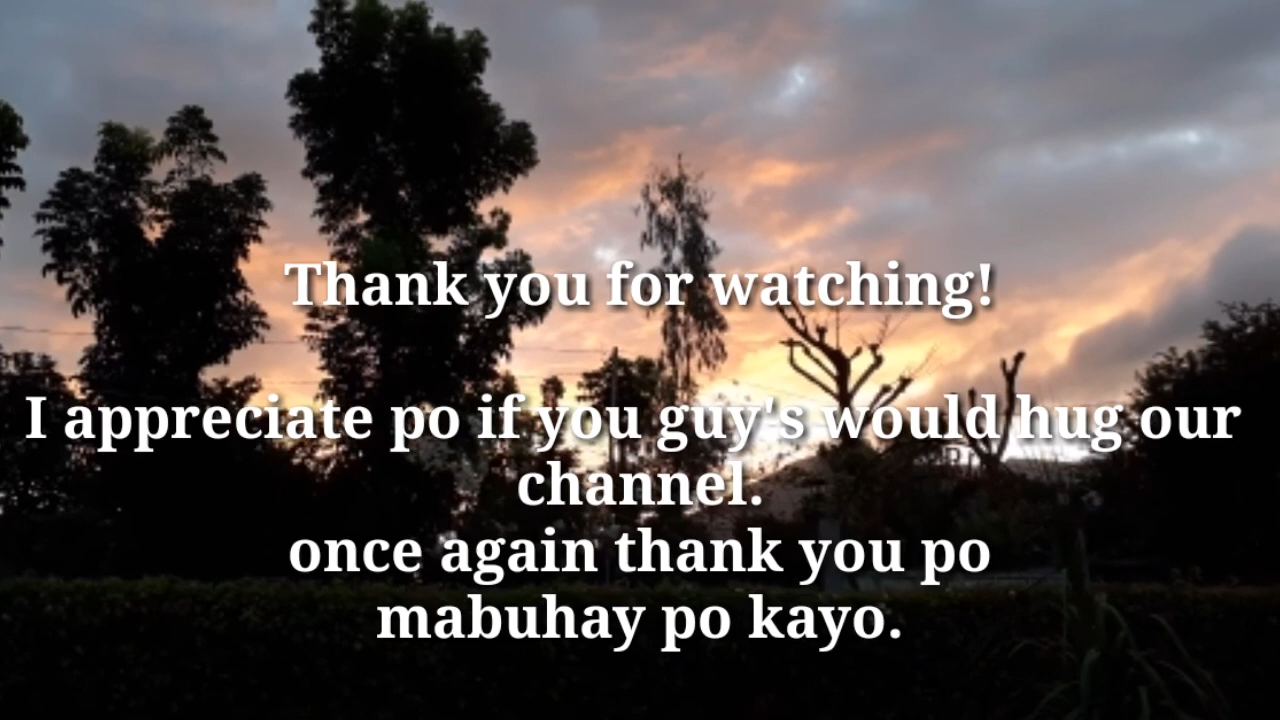 Thank you for watching!
I appreciate po if you guy's would hug our
channel.
once again thank you po
mabuhay po kayo.